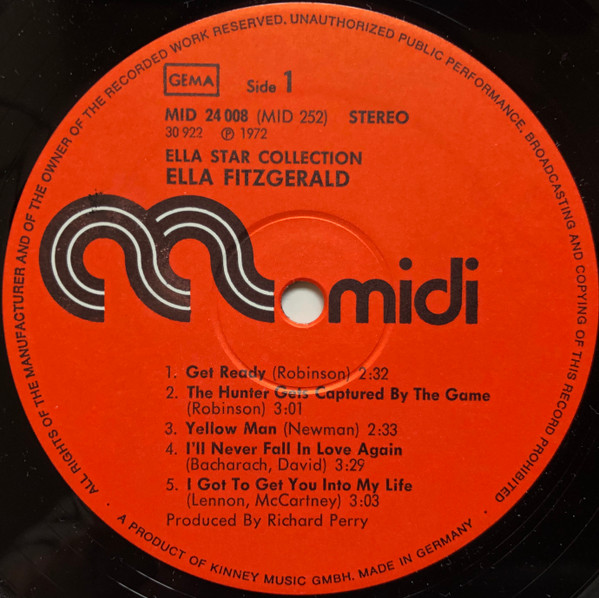 ALL RIGHTS OF THE MANUFACTURER AND OF THE OWNER OF THE RECORDED WORK RESERVED. UNAUTHORIZED PUBLIC PERFORMANCE, BROADCASTING AND COPYING OF THIS RECORD PROHIBITED
GEMA Side 1
MID 24 008 (MID 252) STEREO
30 922 ℗ 1972
ELLA STAR COLLECTION
ELLA FITZGERALD
midi
1. Get Ready (Robinson) 2:32
2. The Hunter Gets Captured By The Game
(Robinson) 3:01
3. Yellow Man (Newman) 2:33
4. I'll Never Fall In Love Again
(Bacharach, David) 3:29
5. I Got To Get You Into My Life
(Lennon, McCartney) 3:03
Produced By Richard Perry
· A PRODUCT OF KINNEY MUSIC GMBH. MADE IN GERMANY ·